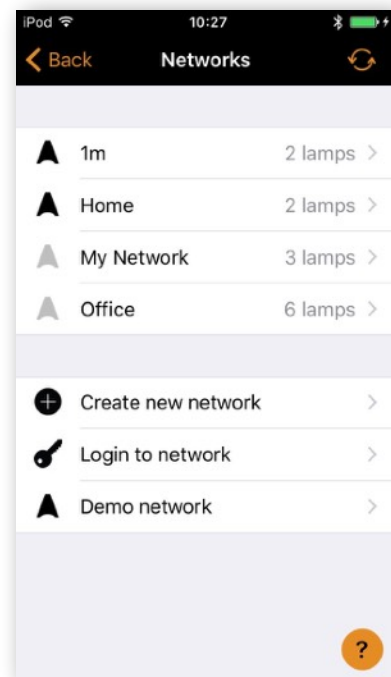 iPod 10:27
Back Networks
1m 2 lamps
Home 2 lamps
My Network 3 lamps
Office 6 lamps
Create new network
Login to network
Demo network
?